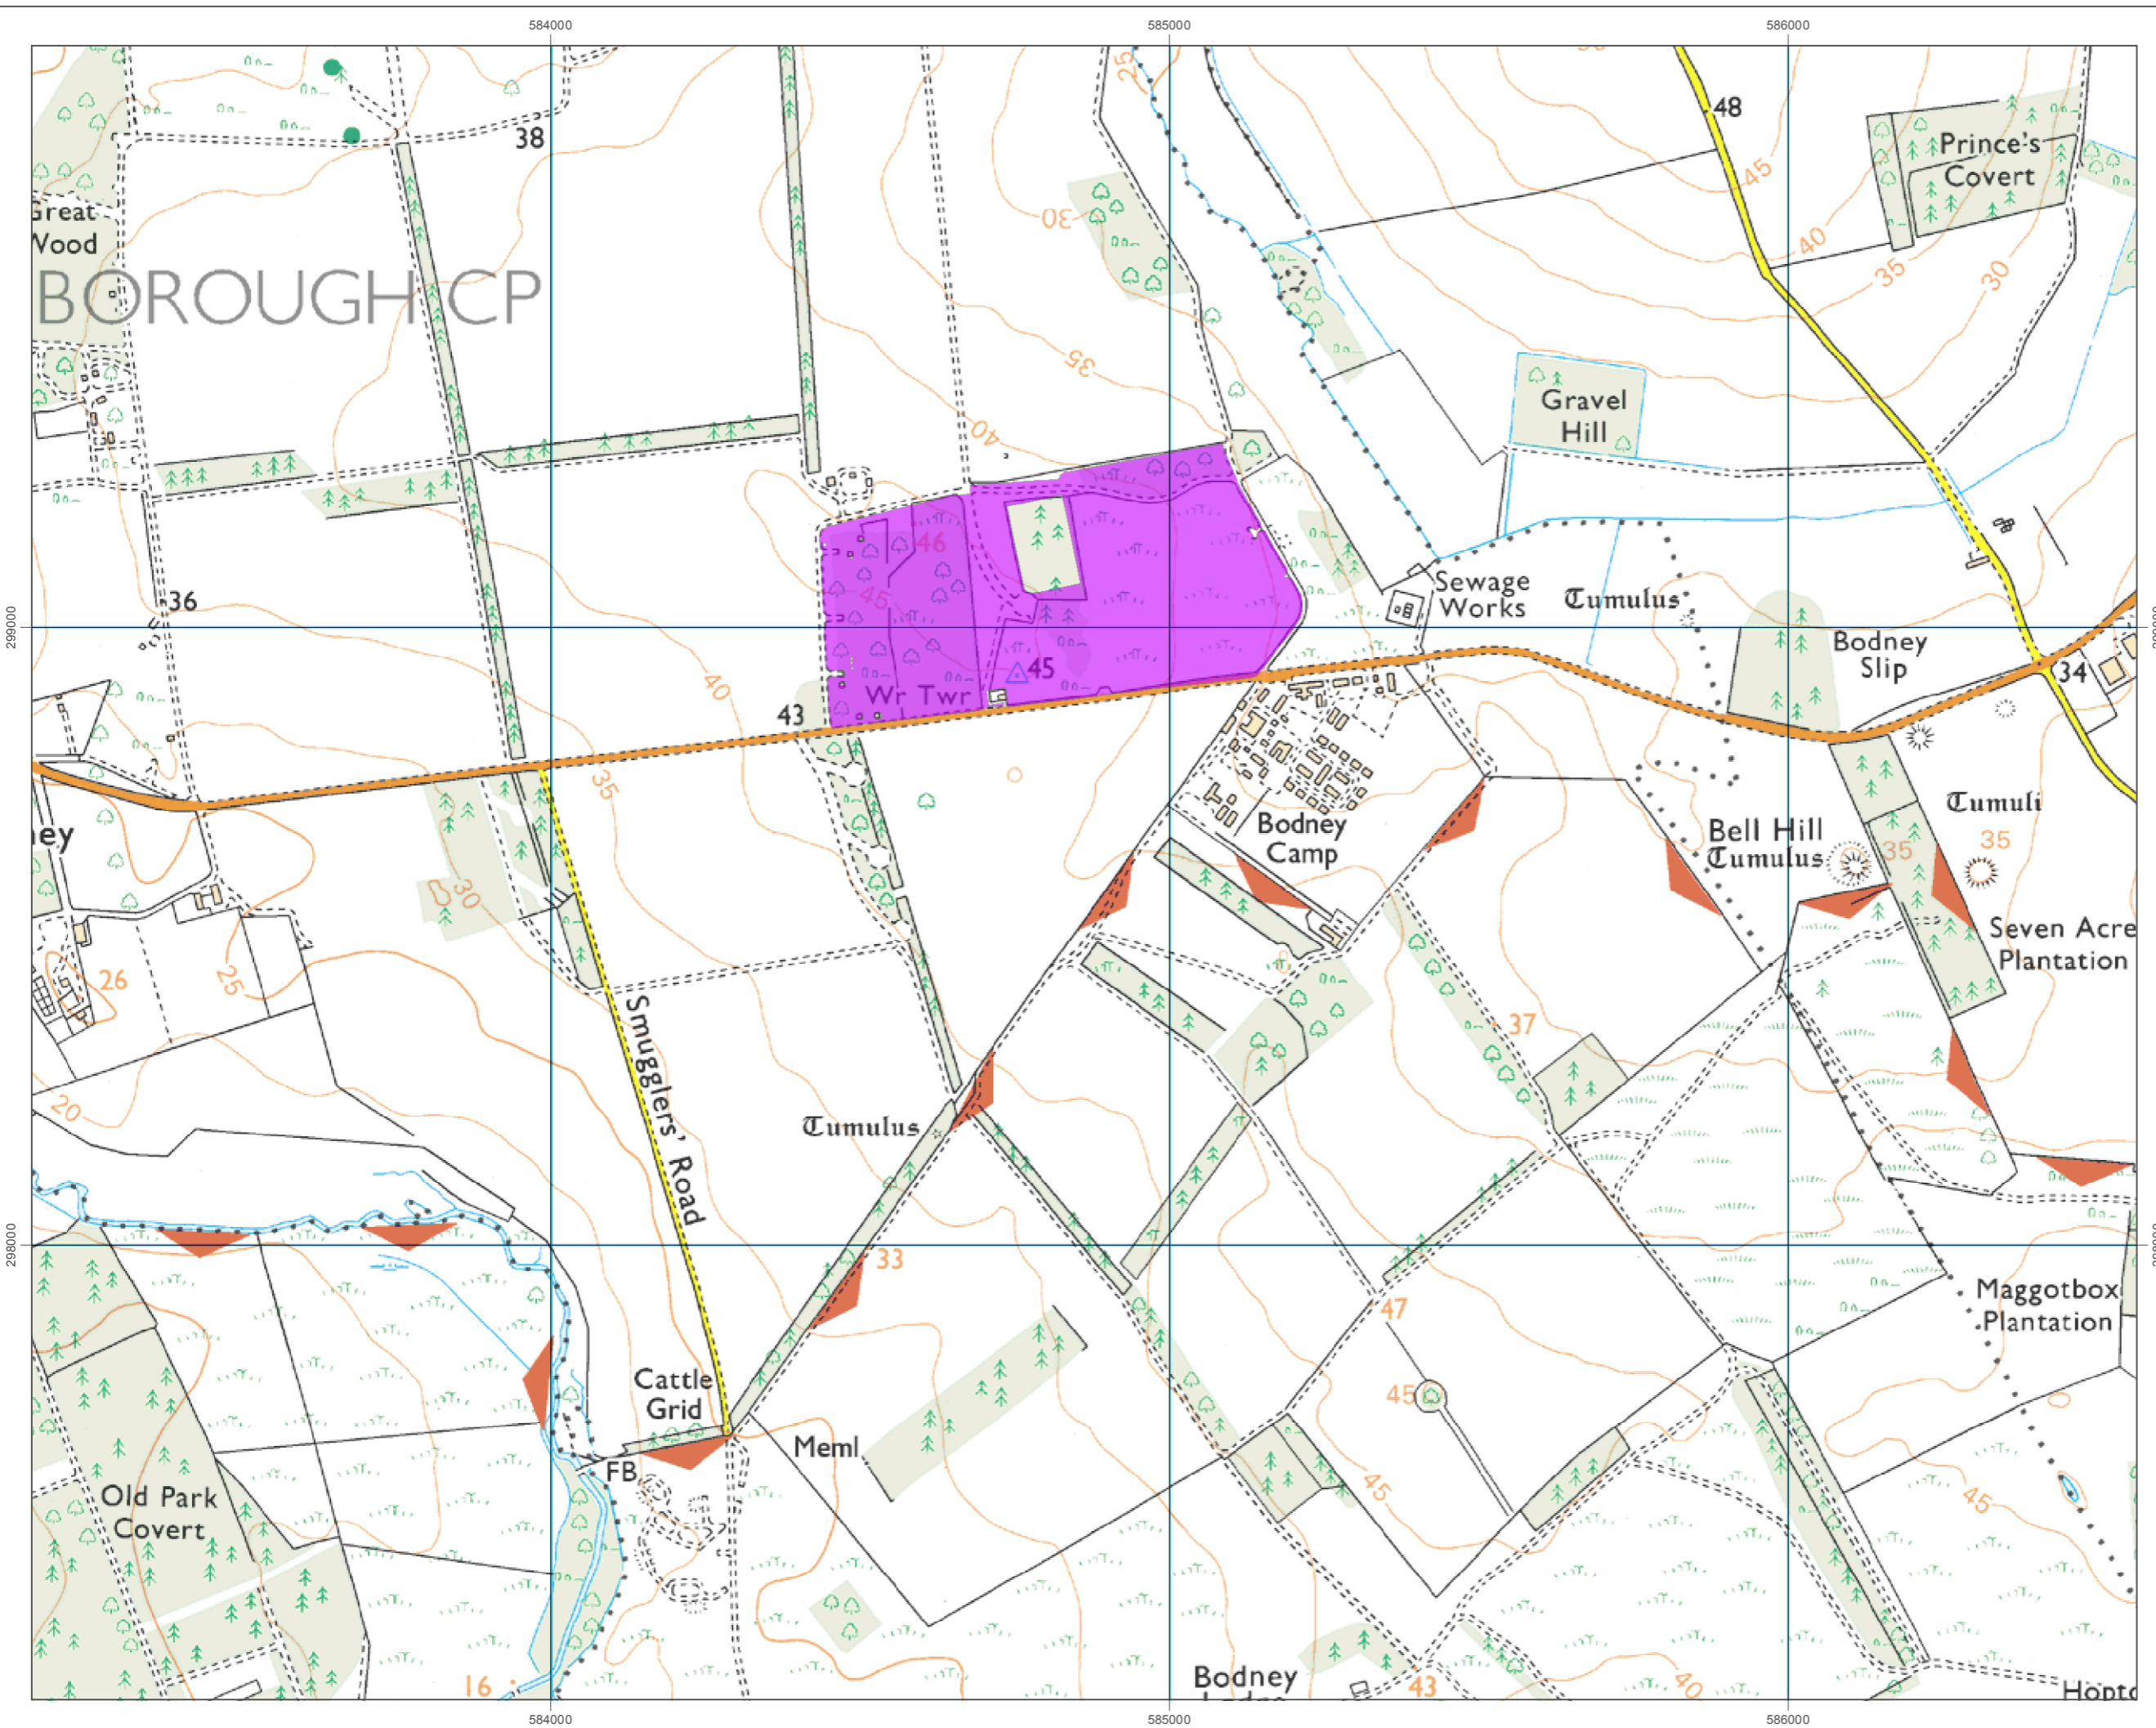 584000
585000
586000
25
48
38
45
Prince's
Covert
Great
Wood
30
40
35
30
BOROUGH CP
35
Gravel
Hill
40
46
45
Sewage
Works
Tumulus
36
299000
Bodney
Slip
45
34
Wr Twr
40
43
35
Tumuli
ney
Bodney
Camp
Bell Hill
Tumulus
35
35
30
Seven Acre
Plantation
26
25
37
Smugglers' Road
20
Tumulus
298000
33
Maggotbox
Plantation
47
Cattle
Grid
45
Meml
FB
45
45
Old Park
Covert
16
Bodney
43
40
584000
585000
586000